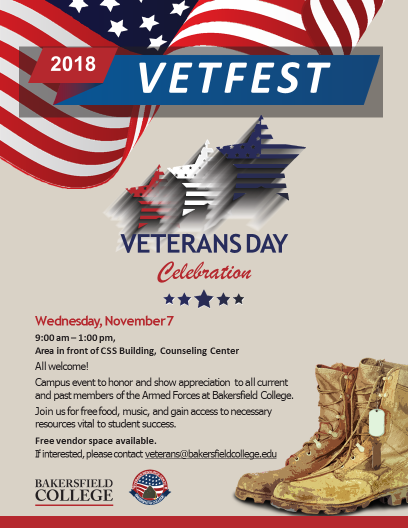 2018
VETFEST
VETERANS DAY
Celebration
Wednesday, November 7
9:00 am – 1:00 pm,
Area in front of CSS Building, Counseling Center
All welcome!
Campus event to honor and show appreciation to all current
and past members of the Armed Forces at Bakersfield College.
Join us for free food, music, and gain access to necessary
resources vital to student success.
Free vendor space available.
If interested, please contact veterans@bakersfieldcollege.edu
BAKERSFIELD
COLLEGE